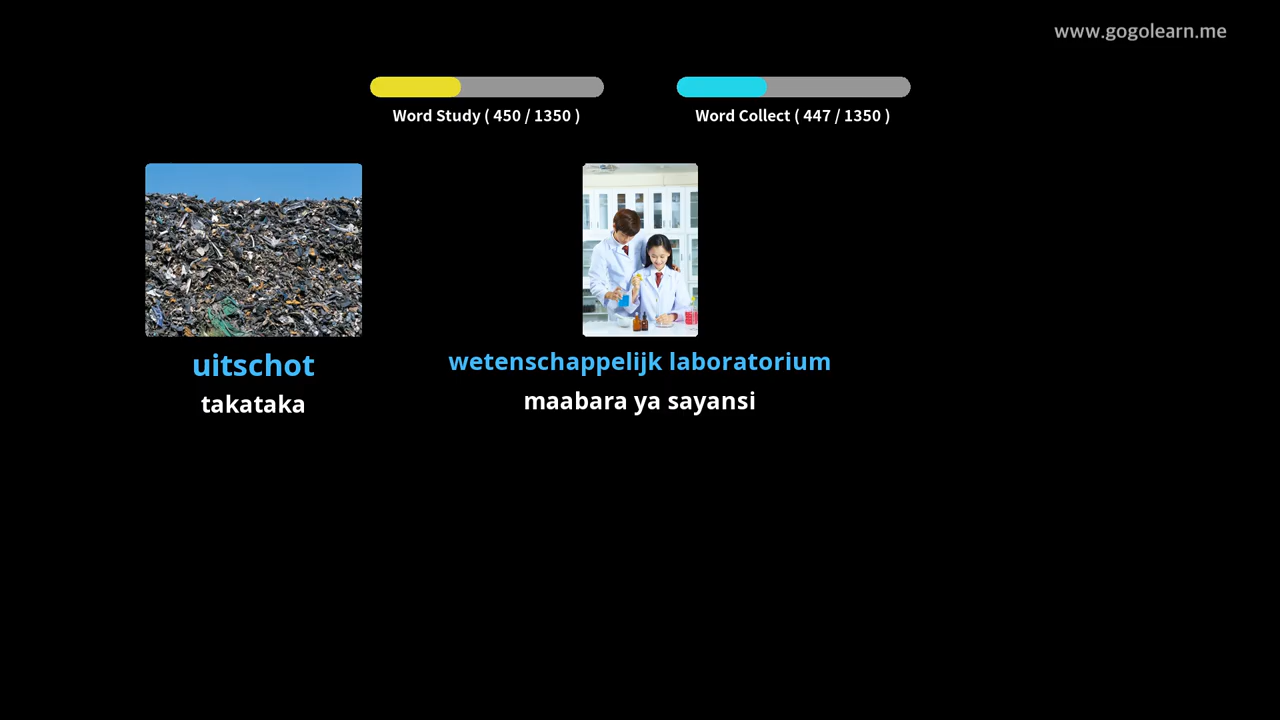 www.gogolearn.me
Word Study ( 450 / 1350 )
Word Collect ( 447 / 1350 )
uitschot
takataka
wetenschappelijk laboratorium
maabara ya sayansi